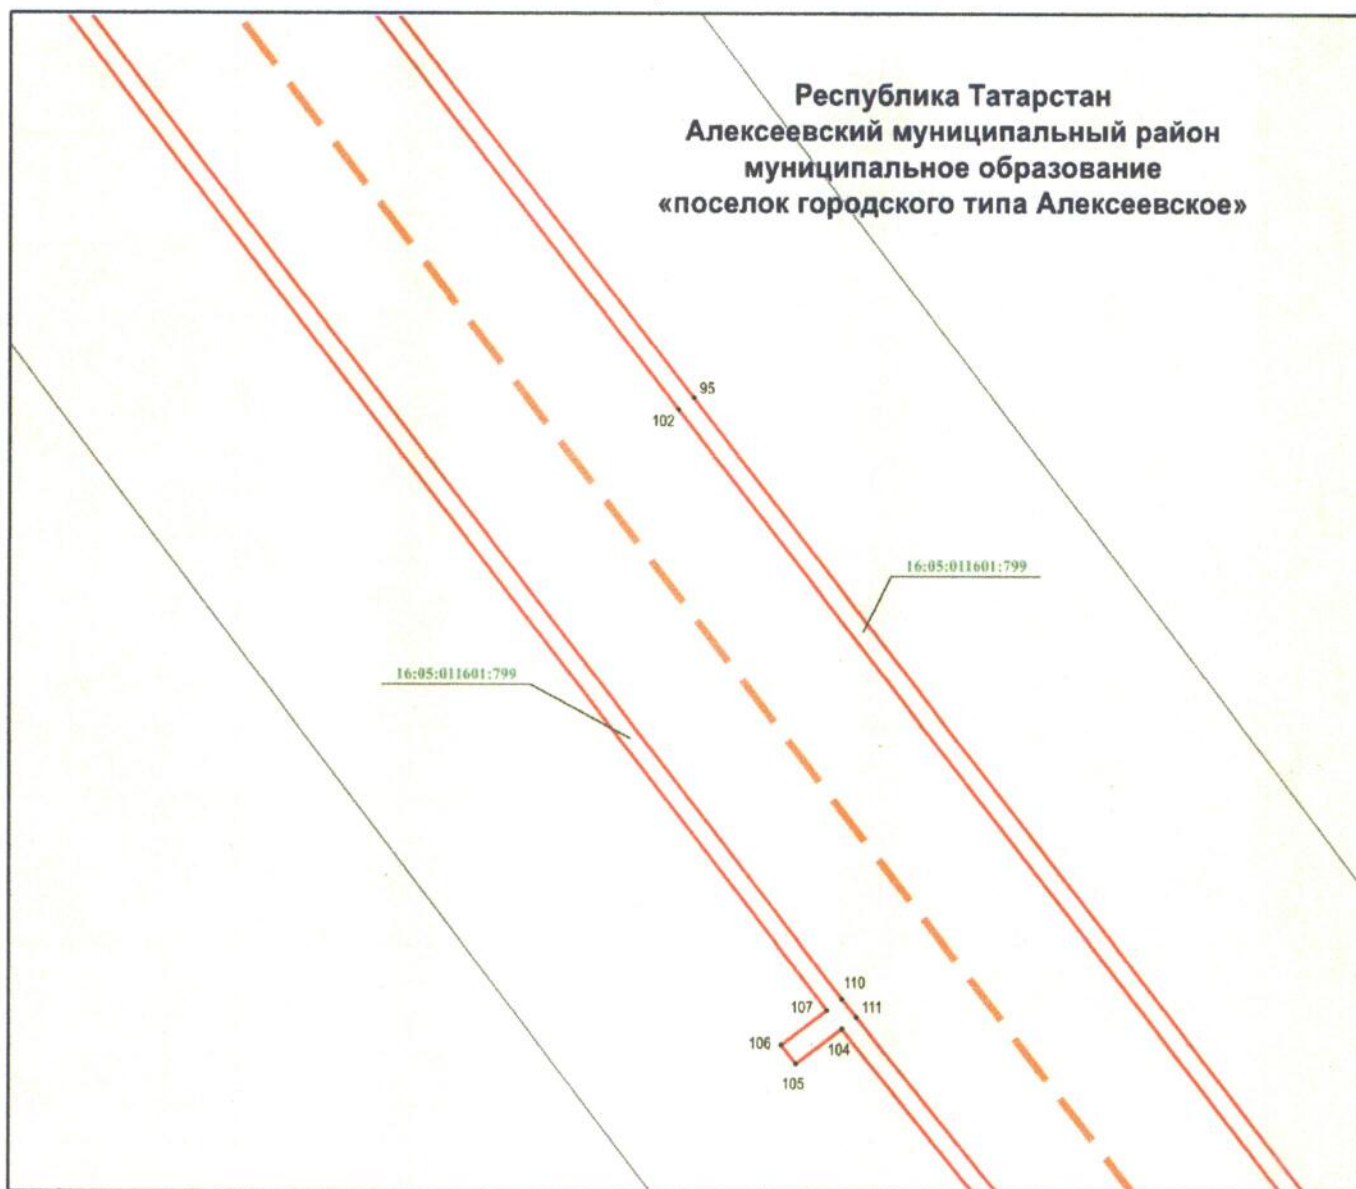 Республика Татарстан
Алексеевский муниципальный район
муниципальное образование
«поселок городского типа Алексеевское»
95
102
16:05:011601:799
16:05:011601:799
110
107
111
104
106
105